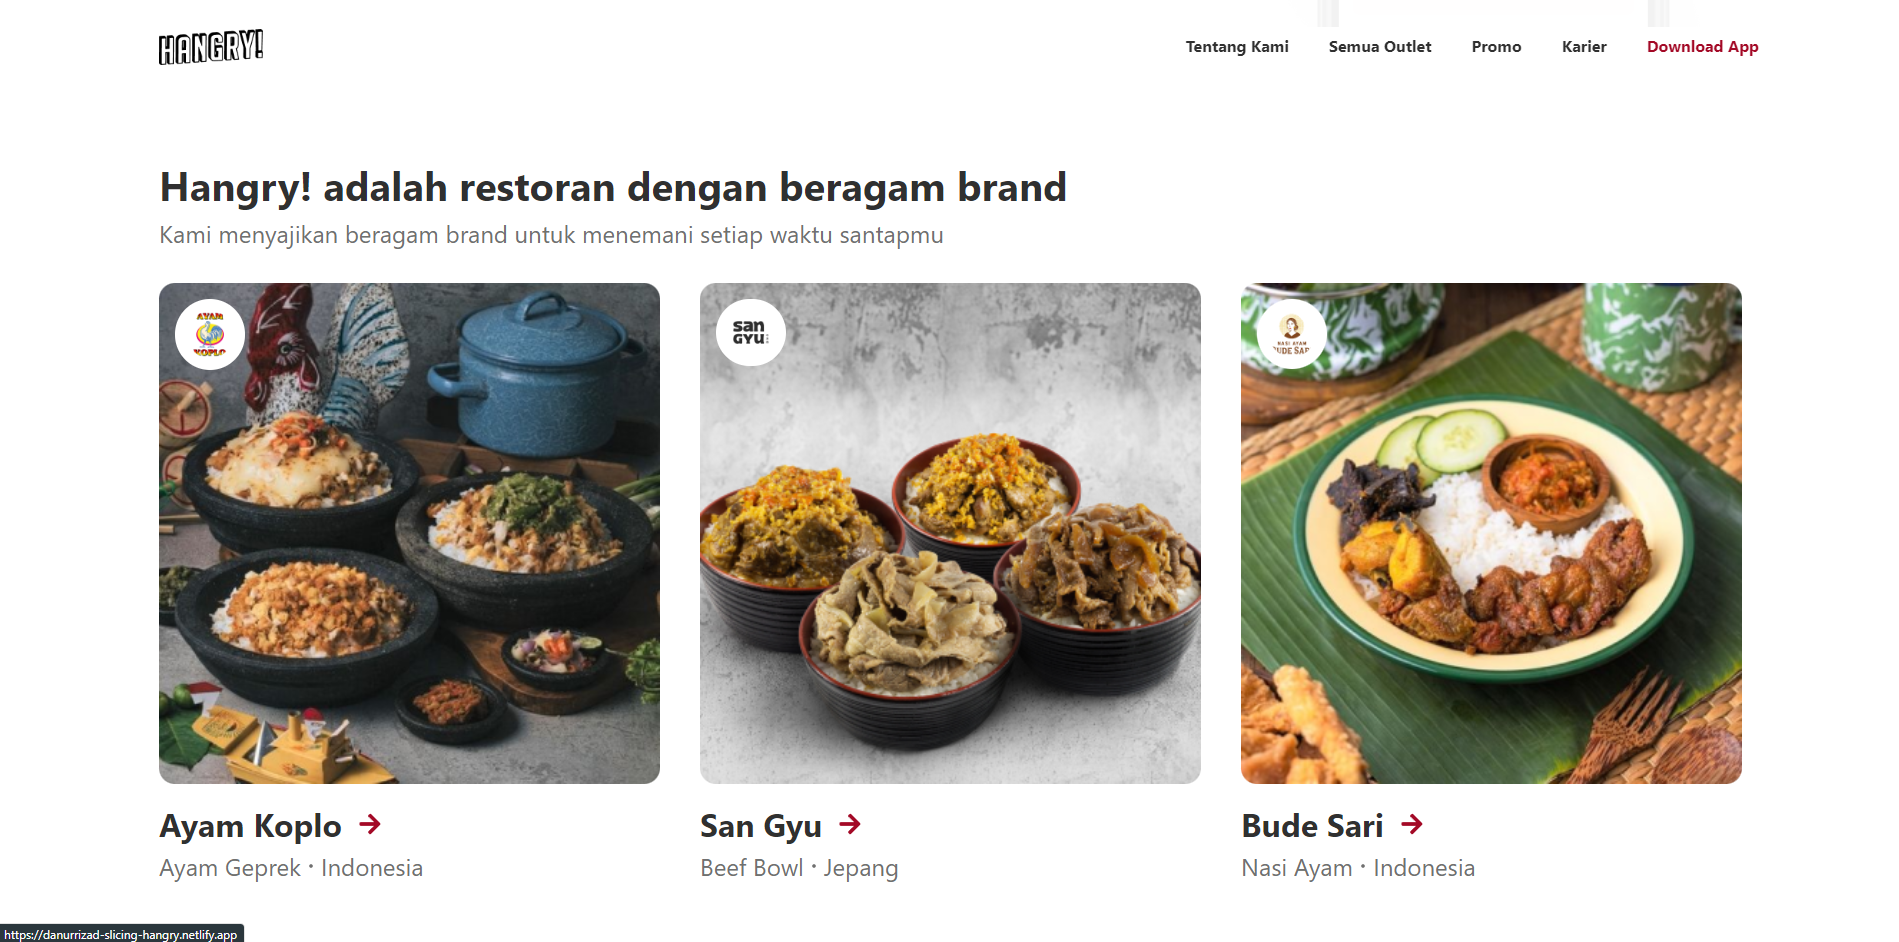 HANGRY!
Tentang Kami Semua Outlet Promo Karier Download App
Hangry! adalah restoran dengan beragam brand
Kami menyajikan beragam brand untuk menemani setiap waktu santapmu
AYAM
KOPLO
san
GYU
NASI AYAM
BUDE SARI
Ayam Koplo →
Ayam Geprek • Indonesia
San Gyu →
Beef Bowl • Jepang
Bude Sari →
Nasi Ayam • Indonesia
https://danurrizad-slicing-hangry.netlify.app